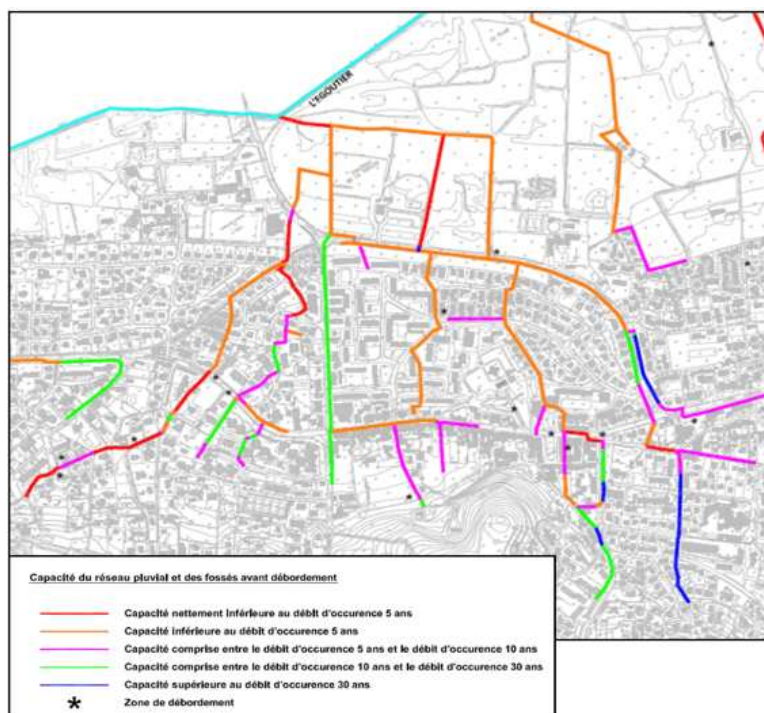 L'EGOUTIER
Capacité du réseau pluvial et des fossés avant débordement
Capacité nettement Inférieure au débit d'occurence 5 ans
Capacité inférieure au débit d'occurence 5 ans
Capacité comprise entre le débit d'occurence 5 ans et le débit d'occurence 10 ans
Capacité comprise entre le débit d'occurence 10 ans et le débit d'occurence 30 ans
Capacité supérieure au débit d'occurence 30 ans
* Zone de débordement